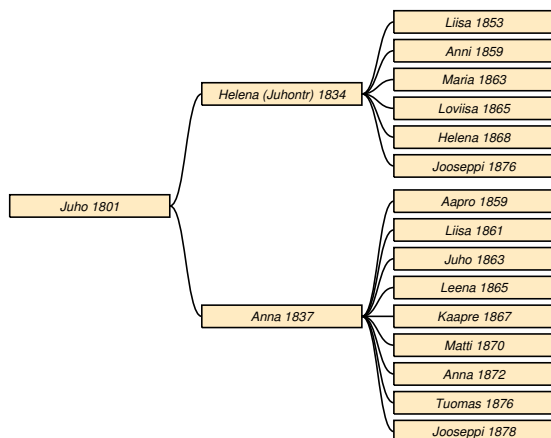 Liisa 1853
Anni 1859
Helena (Juhontr) 1834
Maria 1863
Loviisa 1865
Helena 1868
Jooseppi 1876
Juho 1801
Aapro 1859
Liisa 1861
Juho 1863
Leena 1865
Anna 1837
Kaapre 1867
Matti 1870
Anna 1872
Tuomas 1876
Jooseppi 1878